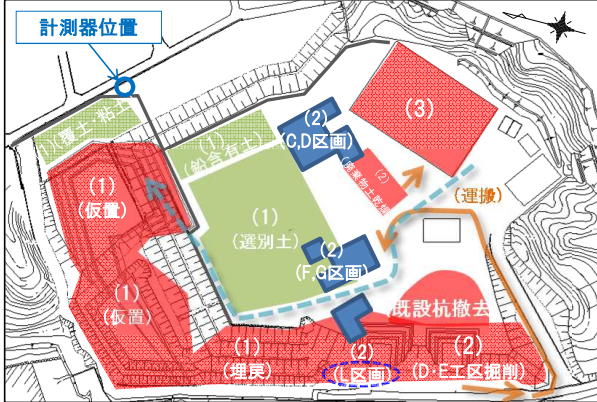 計測器位置
(1)(覆土・粘土)
(1)
(鉛含有土)
(2)
(C,D区画)
(3)
(1)
(仮置)
(2)
(1)
(選別土)
(運搬)
(2)
(F,G区画)
(1)
(仮置)
既設杭撤去
(1)
(埋戻)
(2)
(L区画)
(2)
(D・E工区掘削)